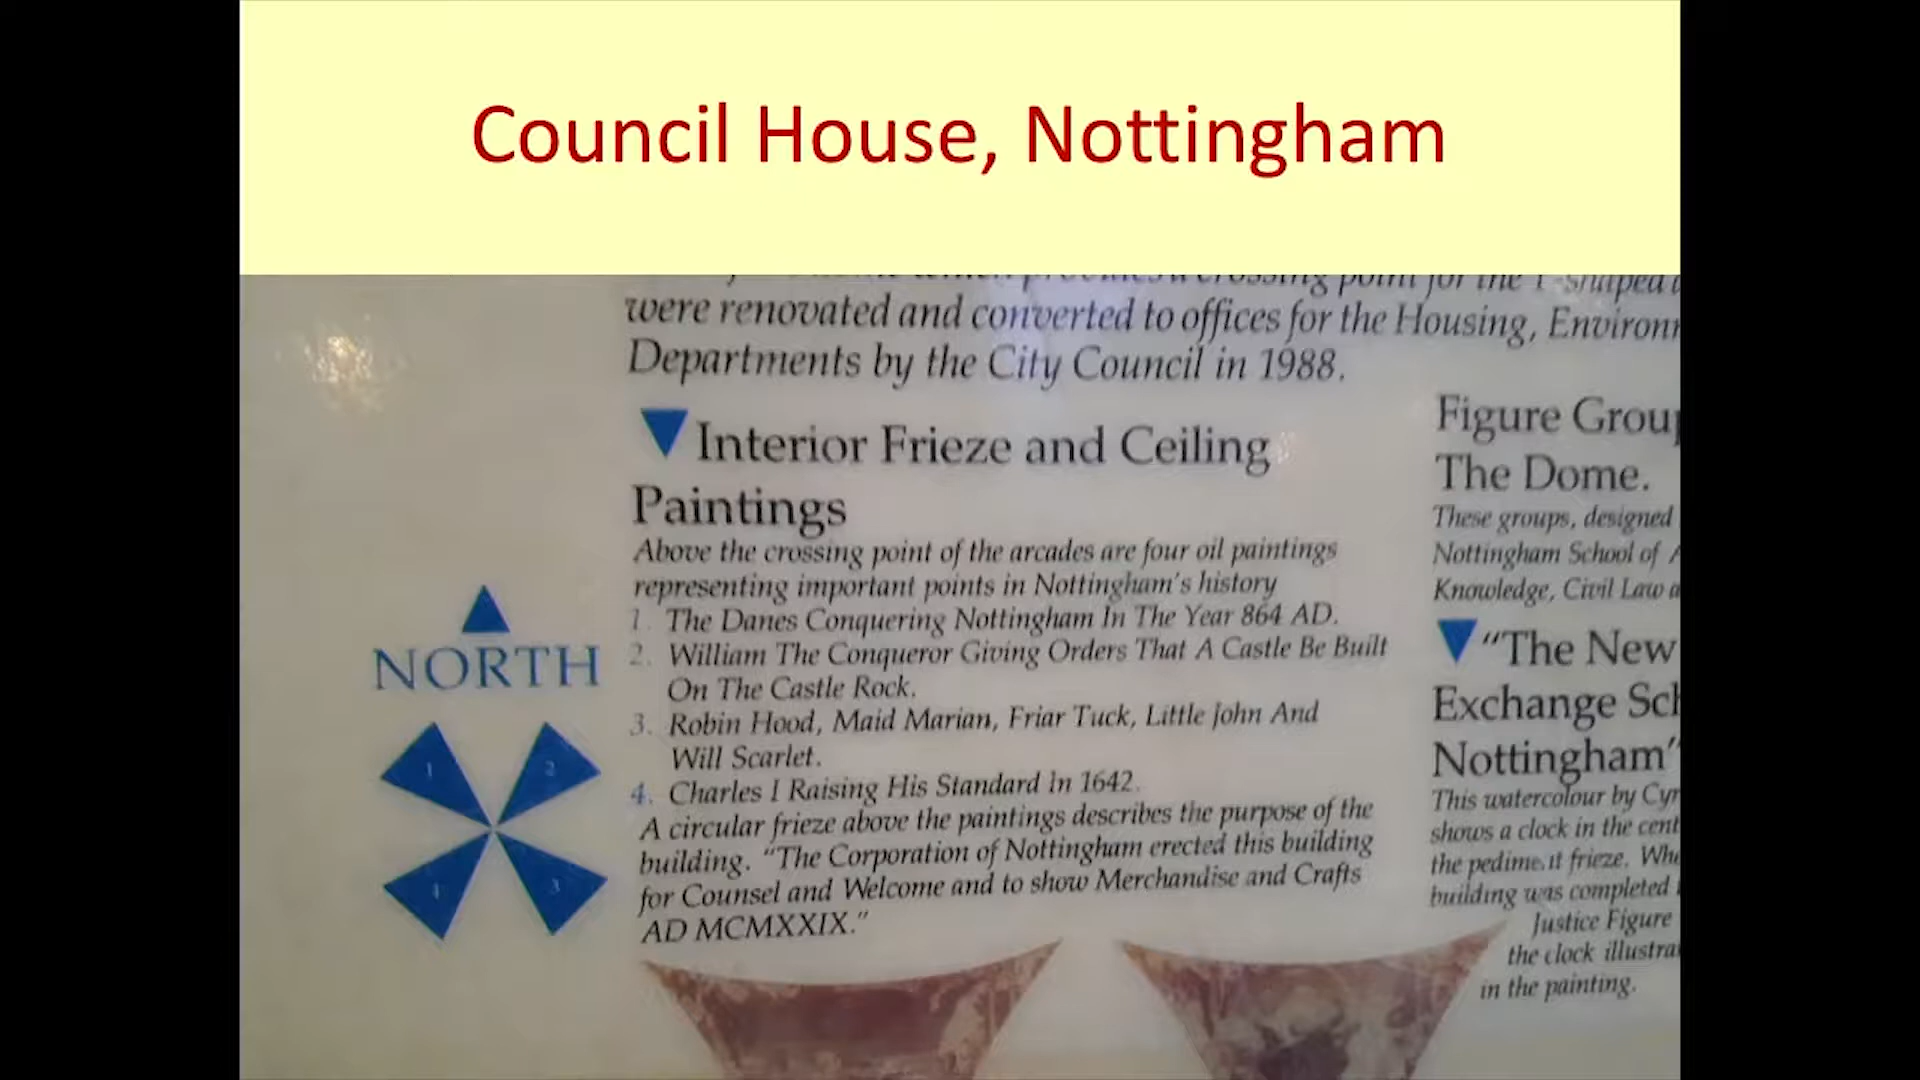 Council House, Nottingham
crossing point for the T-shaped
were renovated and converted to offices for the Housing,
Departments by the City Council in 1988.
Interior Frieze and Ceiling
Paintings
Above the crossing point of the arcades are four oil paintings
representing important points in Nottingham's history
1. The Danes Conquering Nottingham In The Year 864 AD.
2. William The Conqueror Giving Orders That A Castle Be Built
On The Castle Rock.
3. Robin Hood, Maid Marian, Friar Tuck, Little John And
Will Scarlet.
4. Charles I Raising His Standard In 1642.
A circular frieze above the paintings describes the purpose of the
building. "The Corporation of Nottingham erected this building
for Counsel and Welcome and to show Merchandise and Crafts
AD MCMXXIX."
NORTH
1 2
4 3
Figure
The Dome.
These groups, designed
Nottingham School of
Knowledge, Civil Law
"The New
Exchange
Nottingham"
This watercolour by
shows a clock in the
the pediment frieze.
building was completed
Justice Figure
the clock
in the painting.